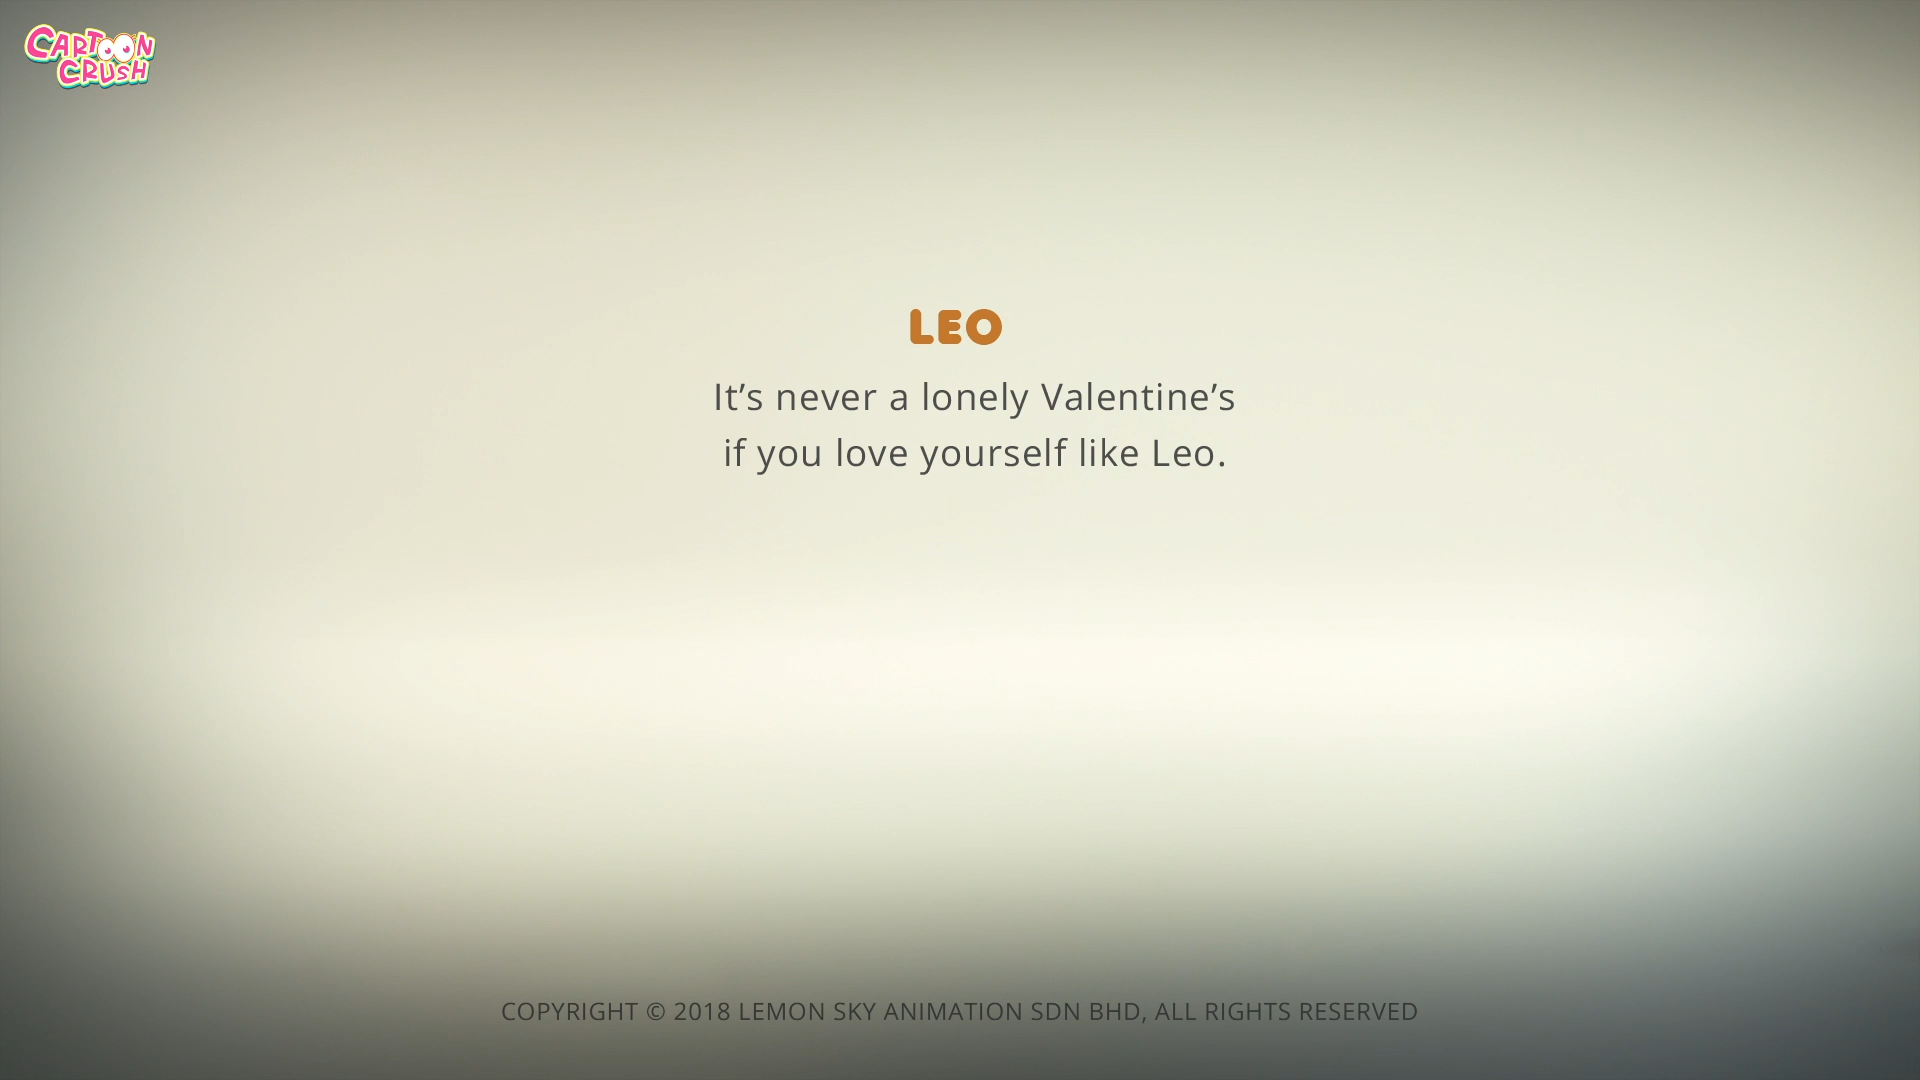 CARTOON
CRUSH
LEO
It’s never a lonely Valentine’s
if you love yourself like Leo.
COPYRIGHT © 2018 LEMON SKY ANIMATION SDN BHD, ALL RIGHTS RESERVED